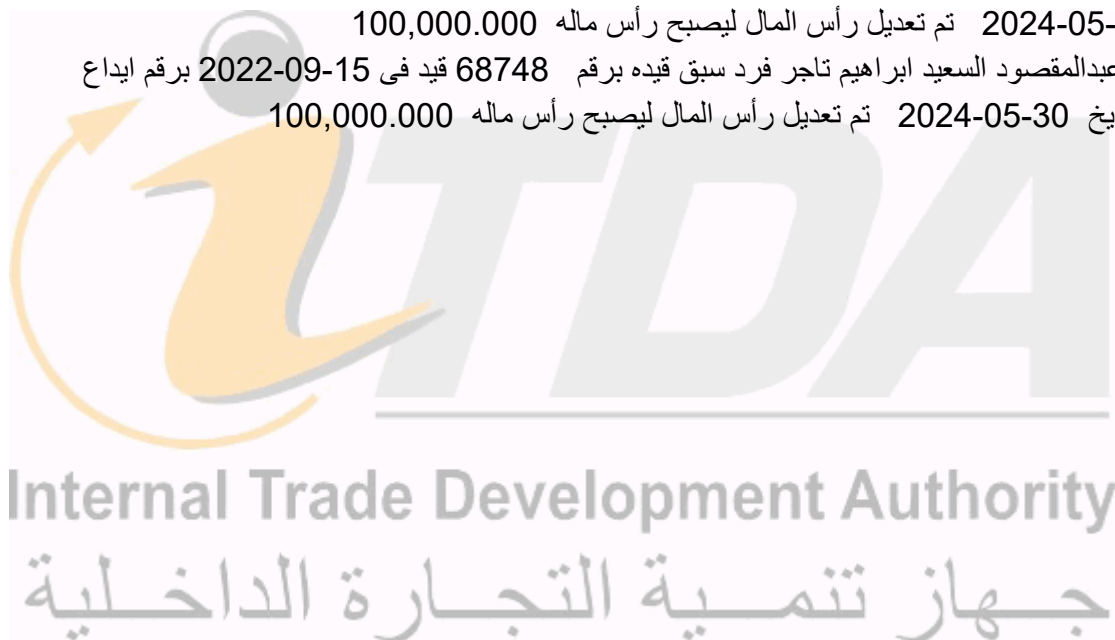 2024-05- تم تعديل رأس المال ليصبح رأس ماله 100,000.000
عبدالمقصود السعيد ابراهيم تاجر فرد سبق قيده برقم 68748 قيد فى 15-09-2022 برقم ايداع
يخ 30-05-2024 تم تعديل رأس المال ليصبح رأس ماله 100,000.000
iTDA
Internal Trade Development Authority
جهاز تنمية التجارة الداخلية